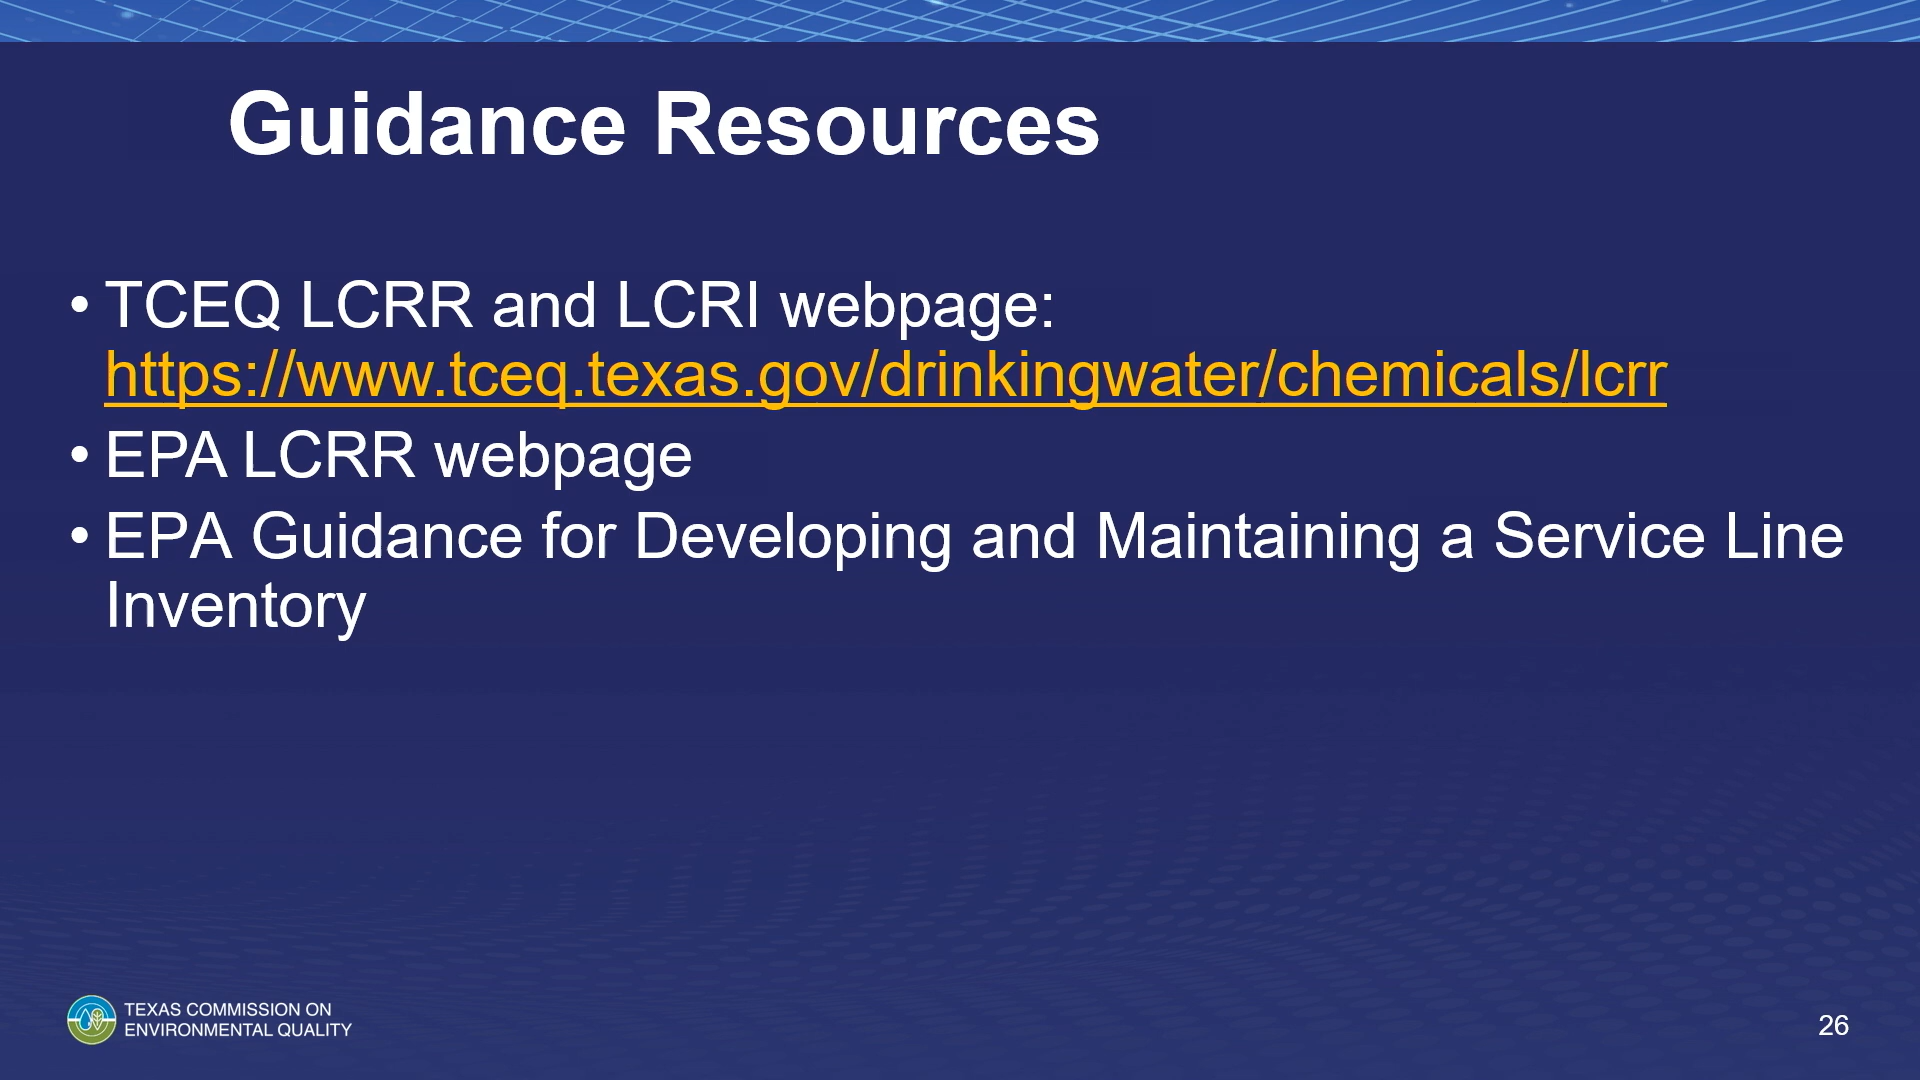 Guidance Resources
• TCEQ LCRR and LCRI webpage:
https://www.tceq.texas.gov/drinkingwater/chemicals/lcrr
• EPA LCRR webpage
• EPA Guidance for Developing and Maintaining a Service Line
Inventory
TEXAS COMMISSION ON
ENVIRONMENTAL QUALITY
26